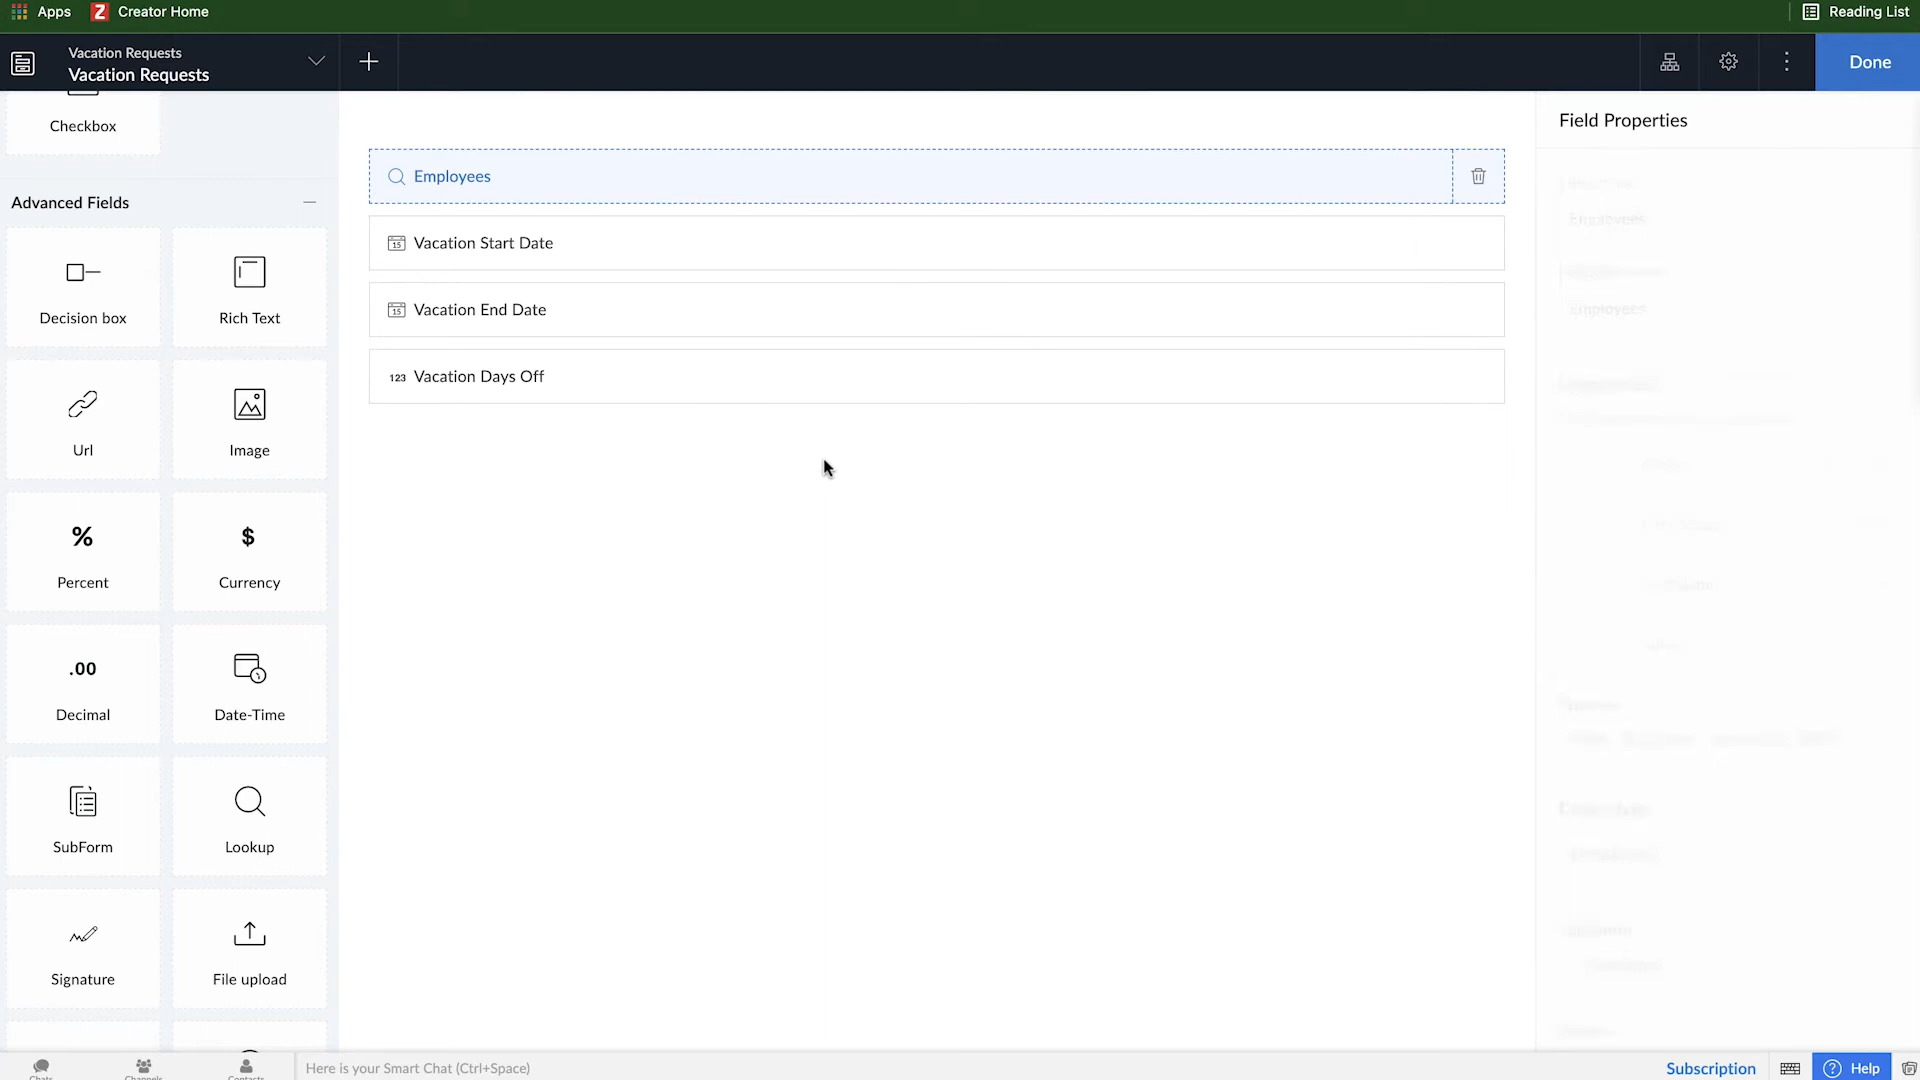 Apps
Creator Home
Reading List
Vacation Requests
Vacation Requests
Done
Checkbox
Field Properties
Employees
Advanced Fields
Vacation Start Date
Decision box
Rich Text
Vacation End Date
123 Vacation Days Off
Url
Image
%
$
Percent
Currency
.00
Decimal
Date-Time
SubForm
Lookup
Signature
File upload
Chats
Channels
Contacts
Here is your Smart Chat (Ctrl+Space)
Subscription
? Help